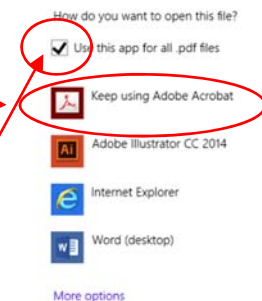 How do you want to open this file?
Use this app for all .pdf files
Keep using Adobe Acrobat
Ai
Adobe Illustrator CC 2014
Internet Explorer
Word (desktop)
More options